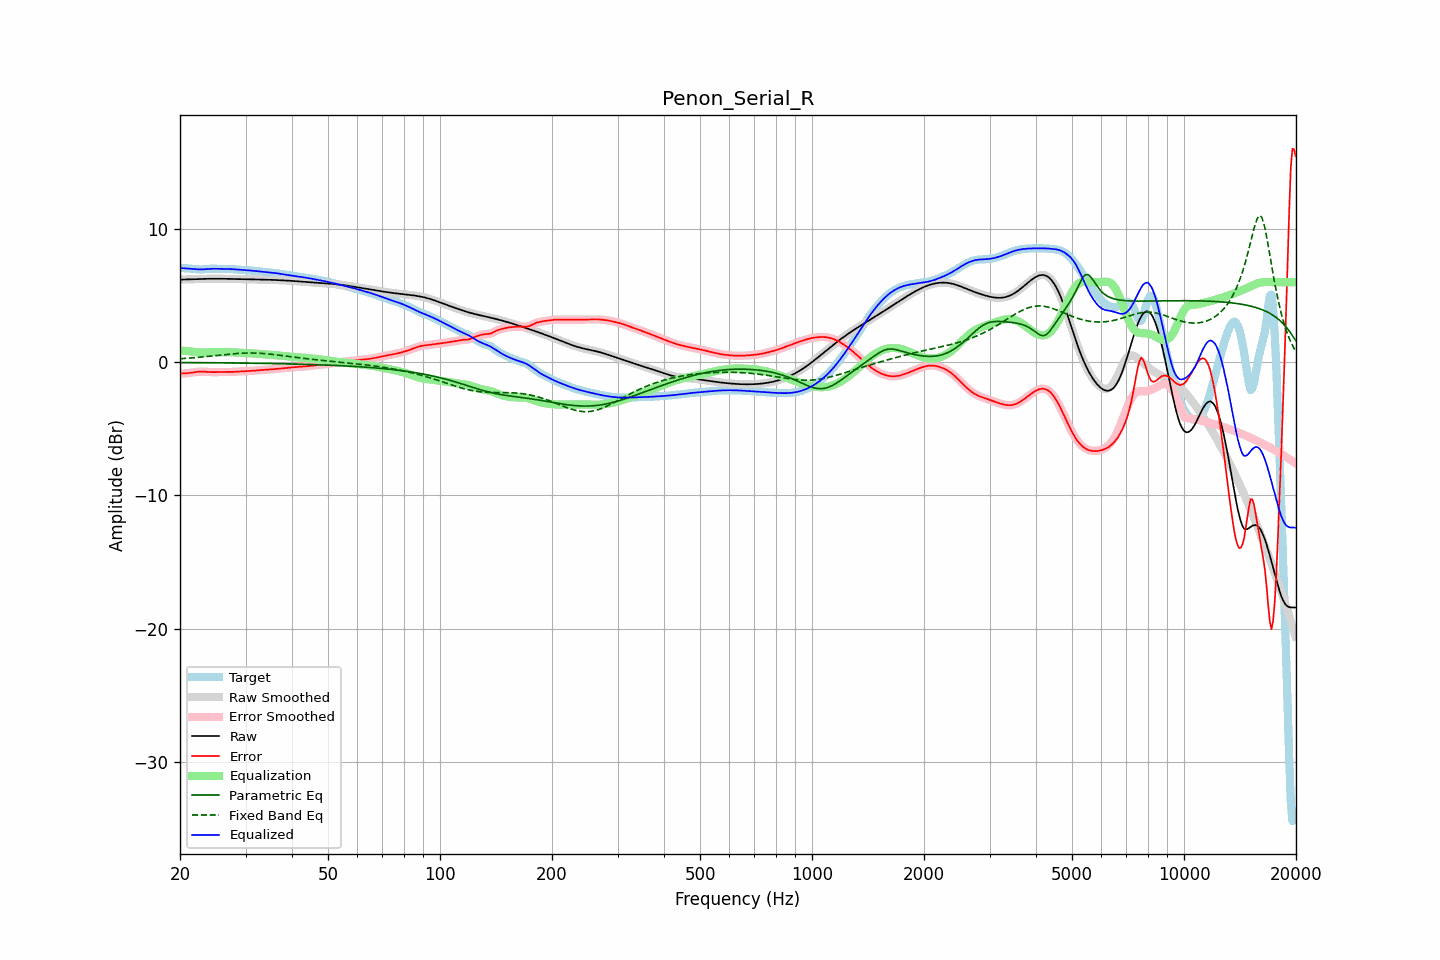 Penon_Serial_R
Amplitude (dBr)
10
0
−10
−20
−30
Target
Raw Smoothed
Error Smoothed
Raw
Error
Equalization
Parametric Eq
Fixed Band Eq
Equalized
20 50 100 200 500 1000 2000 5000 10000 20000
Frequency (Hz)